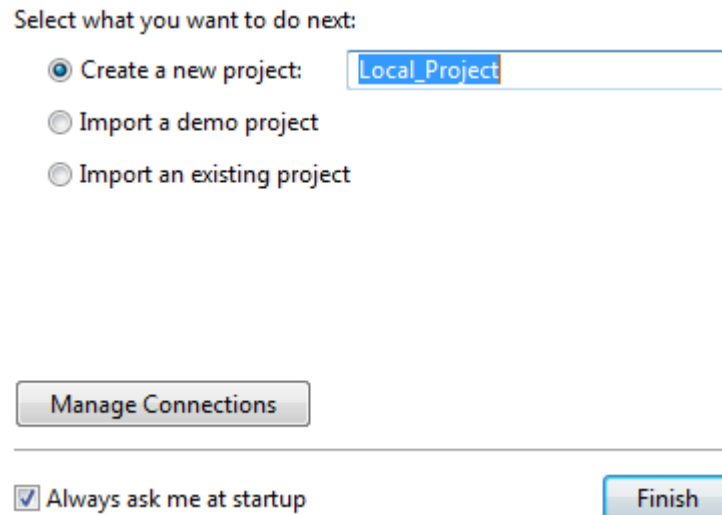 Select what you want to do next:
Create a new project: Local_Project
Import a demo project
Import an existing project
Manage Connections
Always ask me at startup Finish